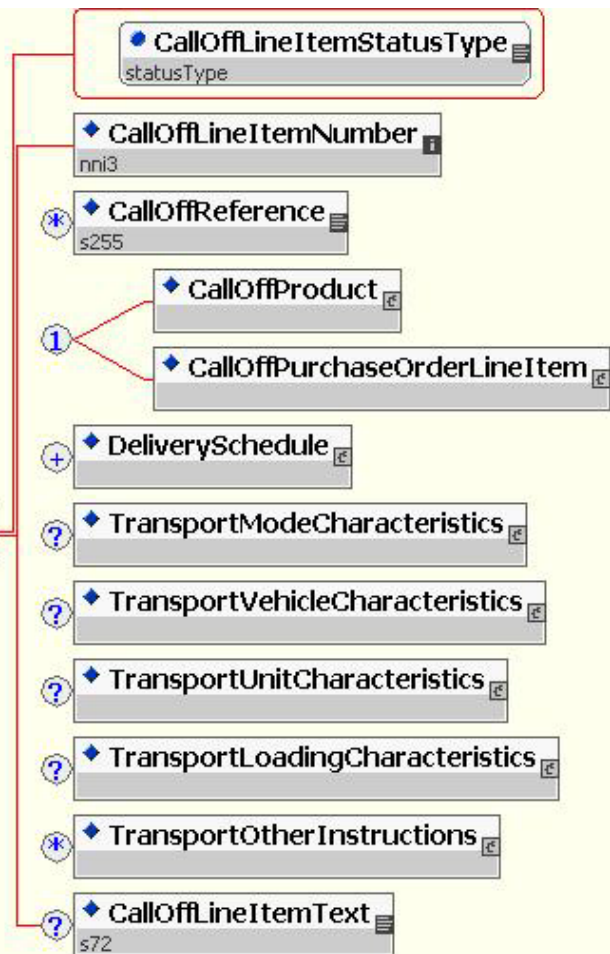 CallOffLineItemStatusType
statusType
CallOffLineItemNumber
nni3
* CallOffReference
s255
CallOffProduct
1
CallOffPurchaseOrderLineItem
+ DeliverySchedule
? TransportModeCharacteristics
? TransportVehicleCharacteristics
? TransportUnitCharacteristics
? TransportLoadingCharacteristics
* TransportOtherInstructions
? CallOffLineItemText
s72